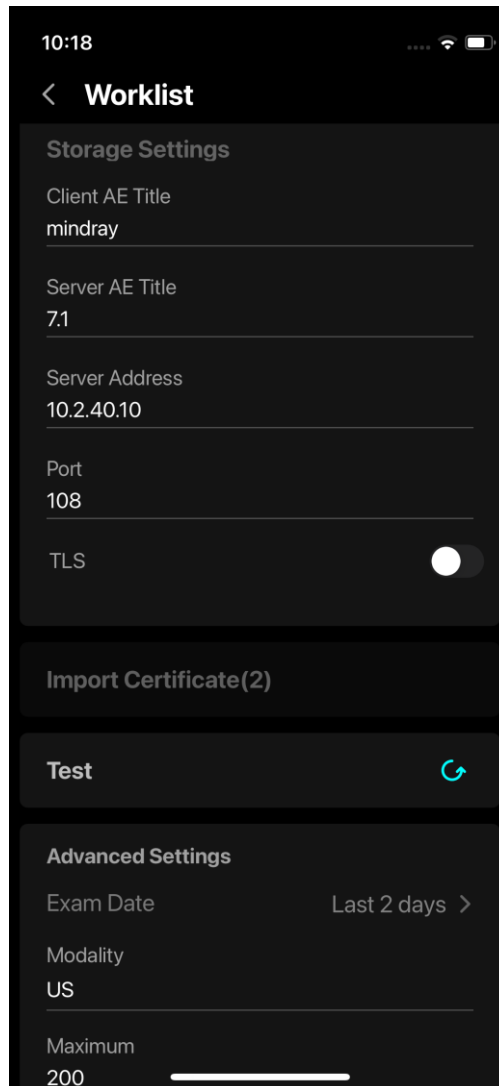 10:18
Worklist
Storage Settings
Client AE Title
mindray
Server AE Title
7.1
Server Address
10.2.40.10
Port
108
TLS
Import Certificate(2)
Test
Advanced Settings
Exam Date Last 2 days
Modality
US
Maximum
200